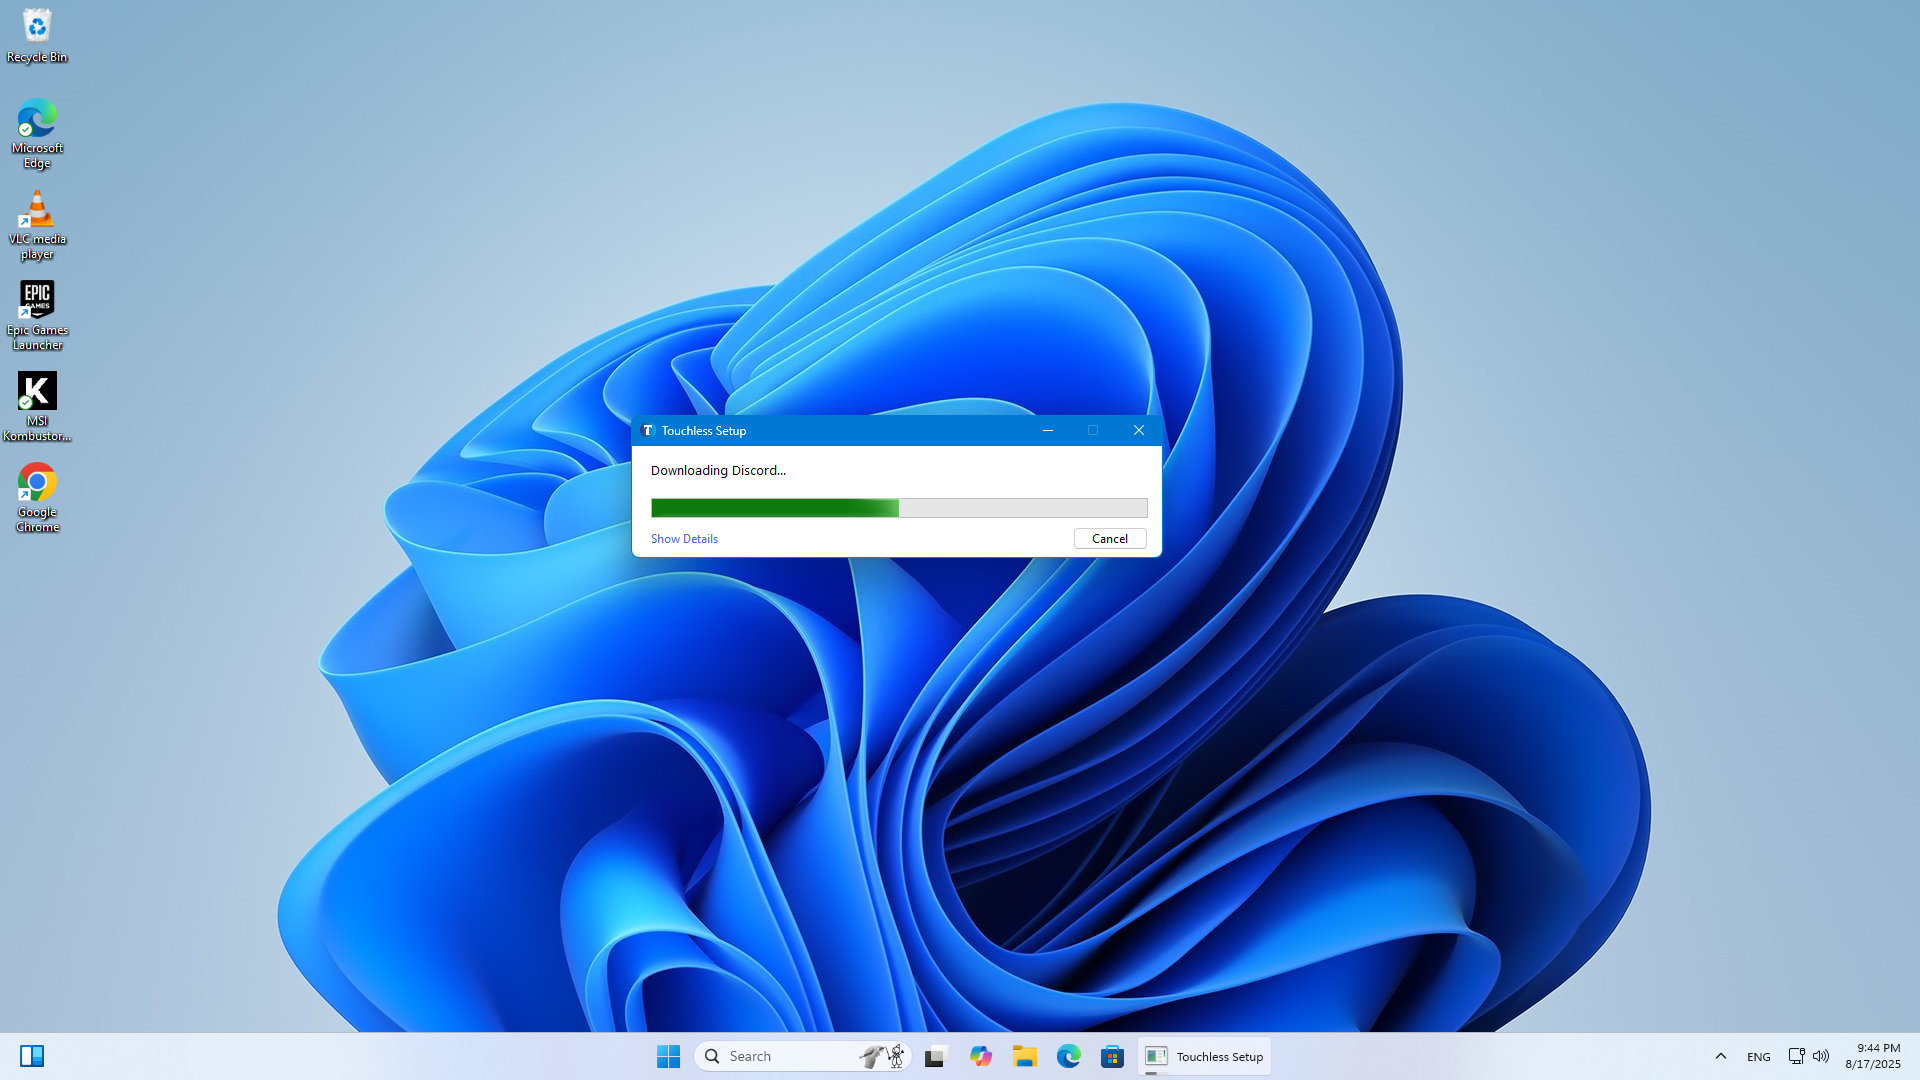 Recycle Bin
Microsoft
Edge
VLC media
player
EPIC
GAMES
Epic Games
Launcher
K
MSI
Kombustor...
Google
Chrome
T Touchless Setup
Downloading Discord...
Show Details
Cancel
Search
Touchless Setup
ENG
9:44 PM
8/17/2025